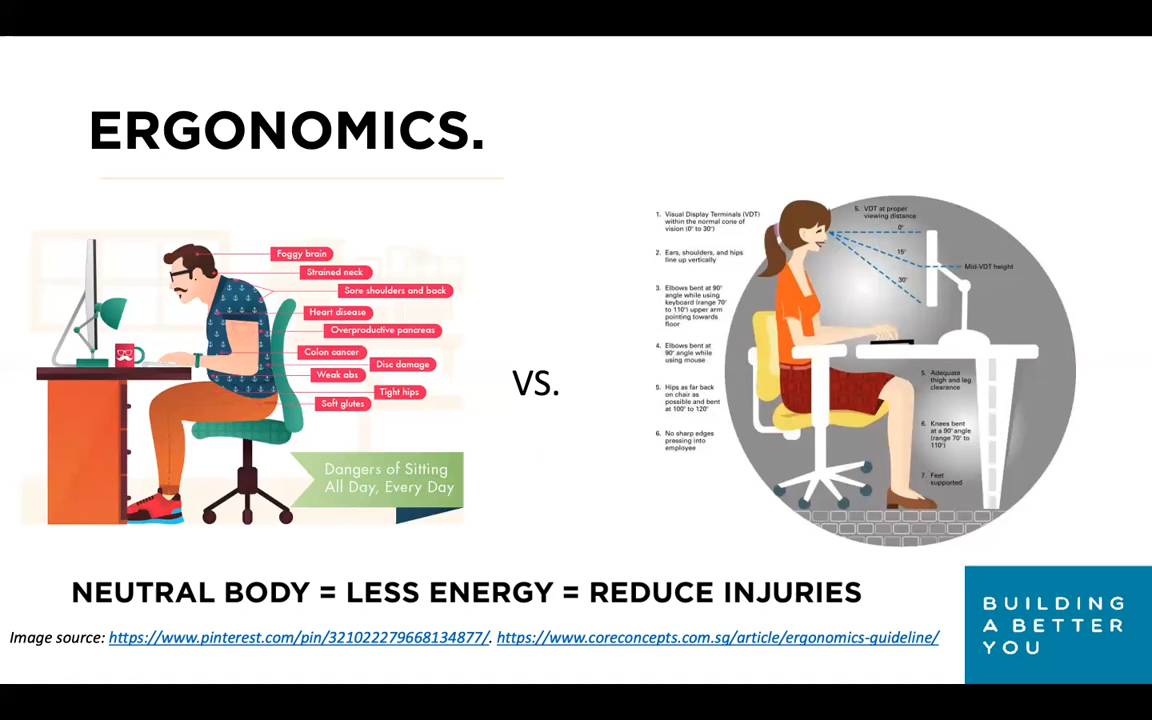 ERGONOMICS.
Foggy brain
Strained neck
Sore shoulders and back
Heart disease
Overproductive pancreas
Colon cancer
Disc damage
Weak abs
Tight hips
Soft glutes
Dangers of Sitting
All Day, Every Day
VS.
1. Visual Display Terminals (VDT)
within the normal cone of
vision (0° to 30°)
2. Ears, shoulders, and hips
line up vertically
3. Elbows bent at 90°
angle while using
keyboard (range 70°
to 110°) upper arm
pointing towards
floor
4. Elbows bent at
90° angle while
using mouse
5. Hips as far back
on chair as
possible and bent
at 100° to 120°
6. No sharp edges
pressing into
employee
5. VDT at proper
viewing distance
0°
15°
30°
Mid-VDT height
5. Adequate
thigh and leg
clearance
6. Knees bent
at a 90° angle
(range 70° to
110°)
7. Feet
supported
NEUTRAL BODY = LESS ENERGY = REDUCE INJURIES
Image source: https://www.pinterest.com/pin/321022279668134877/. https://www.coreconcepts.com.sg/article/ergonomics-guideline/
BUILDING
A BETTER
YOU